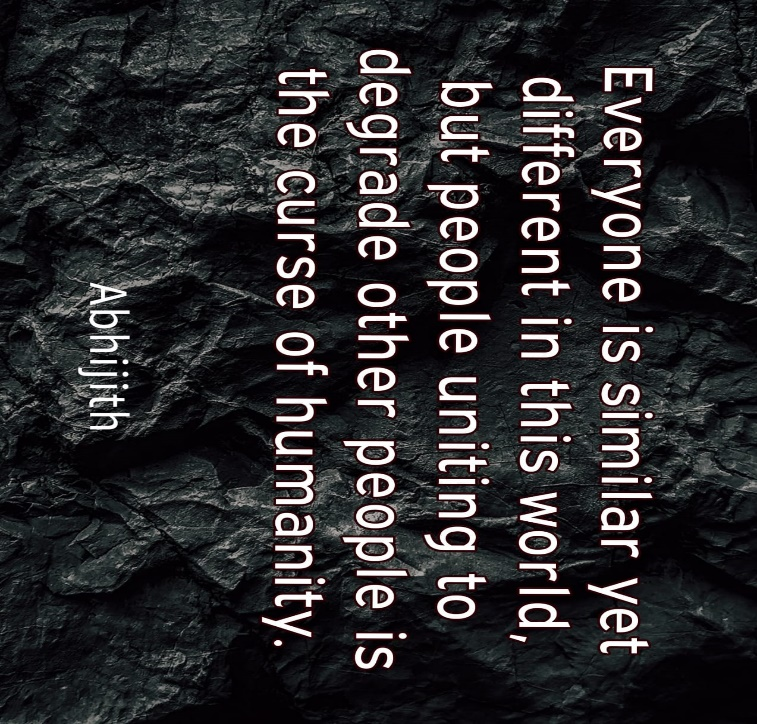 Everyone is similar yet
different in this world,
but people uniting to
degrade other people is
the curse of humanity.
Abhijith